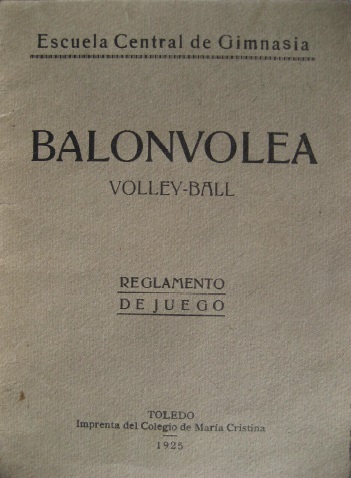 Escuela Central de Gimnasia
BALONVOLEA
VOLLEY-BALL
REGLAMENTO
DE JUEGO
TOLEDO
Imprenta del Colegio de María Cristina
1925